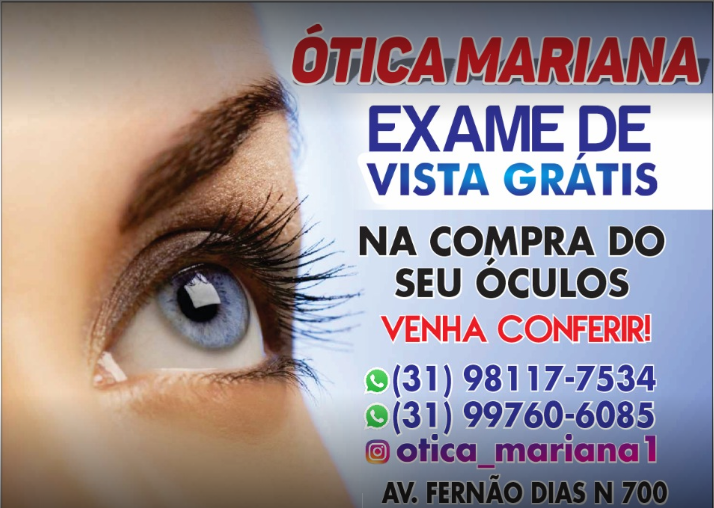 ÓTICA MARIANA
EXAME DE
VISTA GRÁTIS
NA COMPRA DO
SEU ÓCULOS
VENHA CONFERIR!
(31) 98117-7534
(31) 99760-6085
otica_mariana1
AV. FERNÃO DIAS N 700